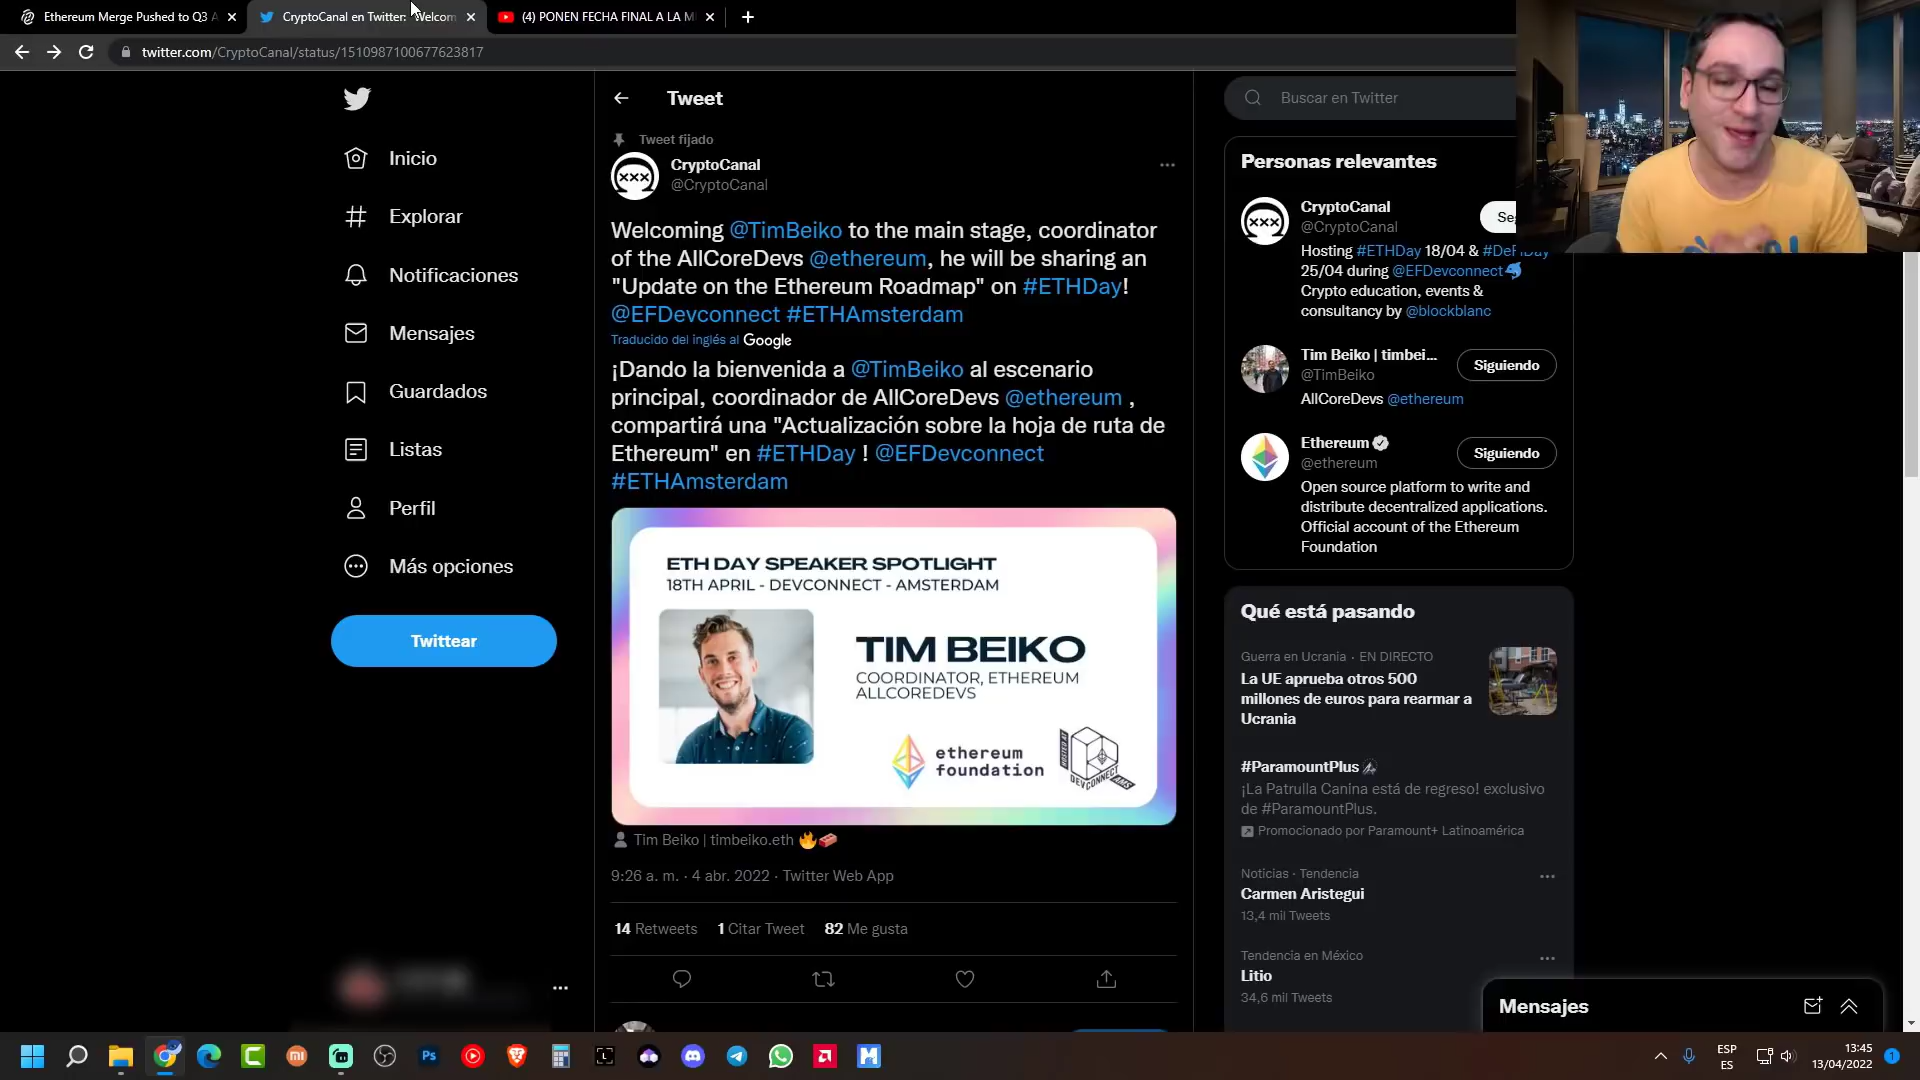 Ethereum Merge Pushed to Q3 A
CryptoCanal en Twitter: "Welcom
(4) PONEN FECHA FINAL A LA M
twitter.com/CryptoCanal/status/1510987100677623817
Inicio
Explorar
Notificaciones
Mensajes
Guardados
Listas
Perfil
Más opciones
Twittear
Tweet
Tweet fijado
CryptoCanal
@CryptoCanal
Welcoming @TimBeiko to the main stage, coordinator
of the AllCoreDevs @ethereum, he will be sharing an
"Update on the Ethereum Roadmap" on #ETHDay!
@EFDevconnect #ETHAmsterdam
Traducido del inglés al Google
¡Dando la bienvenida a @TimBeiko al escenario
principal, coordinador de AllCoreDevs @ethereum ,
compartirá una "Actualización sobre la hoja de ruta de
Ethereum" en #ETHDay ! @EFDevconnect
#ETHAmsterdam
ETH DAY SPEAKER SPOTLIGHT
18TH APRIL - DEVCONNECT - AMSTERDAM
TIM BEIKO
COORDINATOR, ETHEREUM
ALLCOREDEVS
ethereum
foundation
DEVCONNECT
Tim Beiko | timbeiko.eth
9:26 a. m. · 4 abr. 2022 · Twitter Web App
14 Retweets 1 Citar Tweet 82 Me gusta
Buscar en Twitter
Personas relevantes
CryptoCanal
@CryptoCanal
Hosting #ETHDay 18/04 & #DeFiDay
25/04 during @EFDevconnect
Crypto education, events &
consultancy by @blockblanc
Tim Beiko | timbei...
@TimBeiko
Siguiendo
AllCoreDevs @ethereum
Ethereum
@ethereum
Siguiendo
Open source platform to write and
distribute decentralized applications.
Official account of the Ethereum
Foundation
Qué está pasando
Guerra en Ucrania · EN DIRECTO
La UE aprueba otros 500
millones de euros para rearmar a
Ucrania
#ParamountPlus
¡La Patrulla Canina está de regreso! exclusivo
de #ParamountPlus.
Promocionado por Paramount+ Latinoamérica
Noticias · Tendencia
Carmen Aristegui
13,4 mil Tweets
Tendencia en México
Litio
34,6 mil Tweets
Mensajes
ESP
ES
13:45
13/04/2022
1